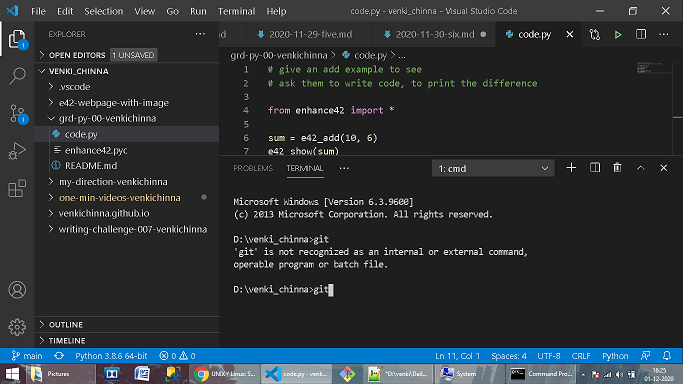 File Edit Selection View Go Run Terminal Help code.py - venki_chinna - Visual Studio Code
EXPLORER
OPEN EDITORS 1 UNSAVED
VENKI_CHINNA
.vscode
e42-webpage-with-image
grd-py-00-venkichinna
code.py
enhance42.pyc
README.md
my-direction-venkichinna
one-min-videos-venkichinna
venkichinna.github.io
writing-challenge-007-venkichinna
OUTLINE
TIMELINE
nd 2020-11-29-five.md 2020-11-30-six.md code.py
grd-py-00-venkichinna > code.py > ...
1 # give an add example to see
2 # ask them to write code, to print the difference
3
4 from enhance42 import *
5
6 sum = e42_add(10, 6)
7 e42_show(sum)
PROBLEMS TERMINAL ... 1: cmd
Microsoft Windows [Version 6.3.9600]
(c) 2013 Microsoft Corporation. All rights reserved.
D:\venki_chinna>git
'git' is not recognized as an internal or external command,
operable program or batch file.
D:\venki_chinna>git
main Python 3.8.6 64-bit 0 0 Ln 11, Col 1 Spaces: 4 UTF-8 CRLF Python
Pictures UNIX / Linux: S... code.py - venk... *D:\venki\Dail... System Command Pro... 16:25
01-12-2020